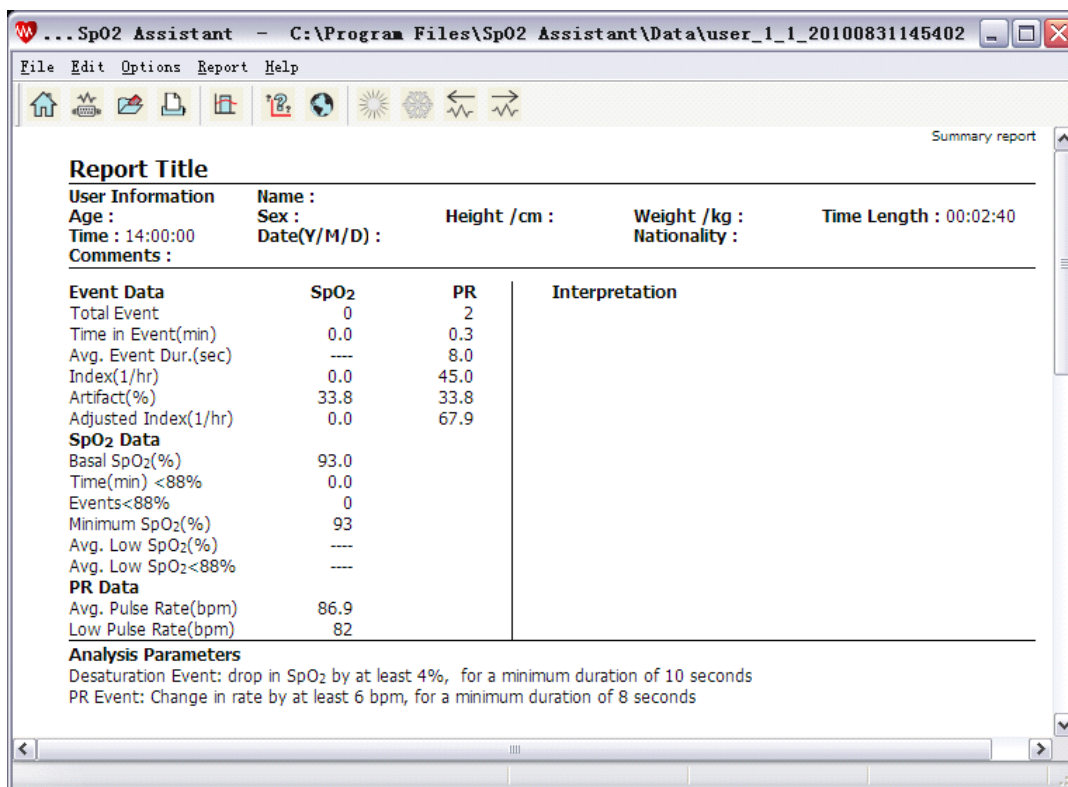 ...SpO2 Assistant - C:\Program Files\SpO2 Assistant\Data\user_1_1_20100831145402
File Edit Options Report Help
Summary report
Report Title
User Information Name :
Age : Sex : Height /cm : Weight /kg : Time Length : 00:02:40
Time : 14:00:00 Date(Y/M/D) : Nationality :
Comments :
Event Data SpO₂ PR Interpretation
Total Event 0 2
Time in Event(min) 0.0 0.3
Avg. Event Dur.(sec) ---- 8.0
Index(1/hr) 0.0 45.0
Artifact(%) 33.8 33.8
Adjusted Index(1/hr) 0.0 67.9
SpO₂ Data
Basal SpO₂(%) 93.0
Time(min) <88% 0.0
Events<88% 0
Minimum SpO₂(%) 93
Avg. Low SpO₂(%) ----
Avg. Low SpO₂<88% ----
PR Data
Avg. Pulse Rate(bpm) 86.9
Low Pulse Rate(bpm) 82
Analysis Parameters
Desaturation Event: drop in SpO₂ by at least 4%, for a minimum duration of 10 seconds
PR Event: Change in rate by at least 6 bpm, for a minimum duration of 8 seconds